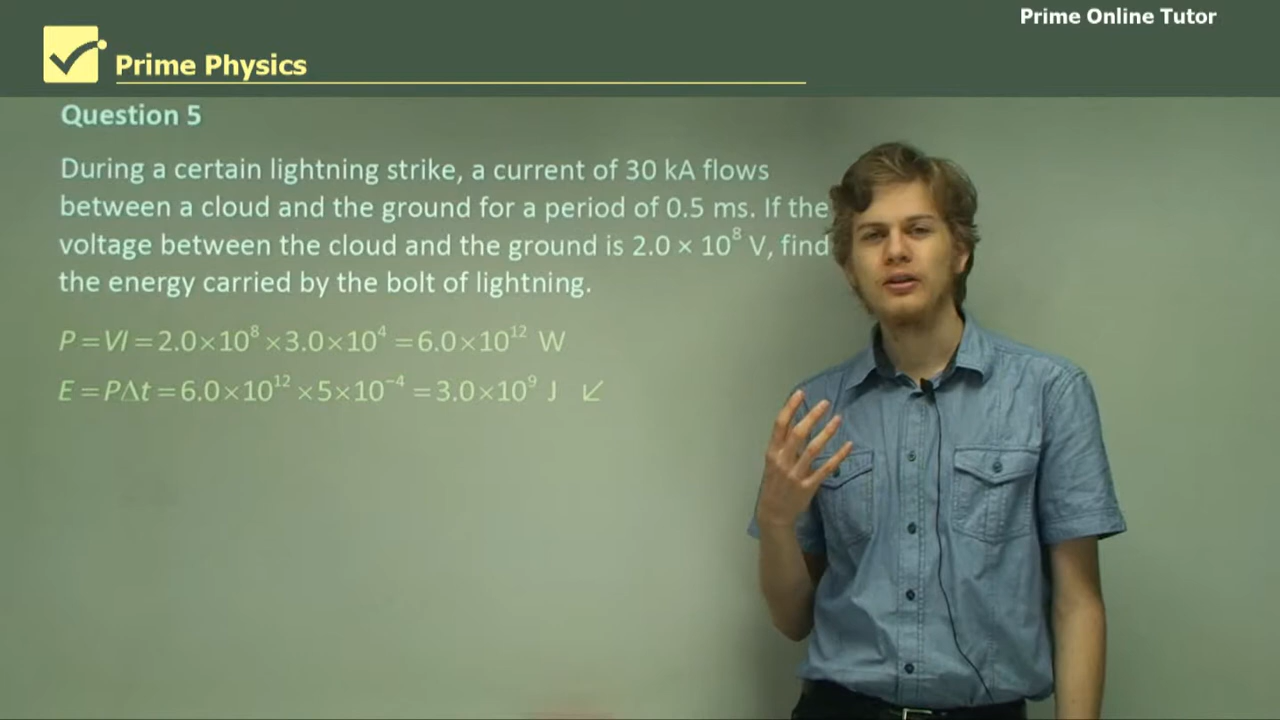 Prime Online Tutor
Prime Physics
Question 5
During a certain lightning strike, a current of 30 kA flows
between a cloud and the ground for a period of 0.5 ms. If the
voltage between the cloud and the ground is 2.0 × 10⁸ V, find
the energy carried by the bolt of lightning.
P = VI = 2.0×10⁸ ×3.0×10⁴ = 6.0×10¹² W
E = PΔt = 6.0×10¹² ×5×10⁻⁴ = 3.0×10⁹ J ↙